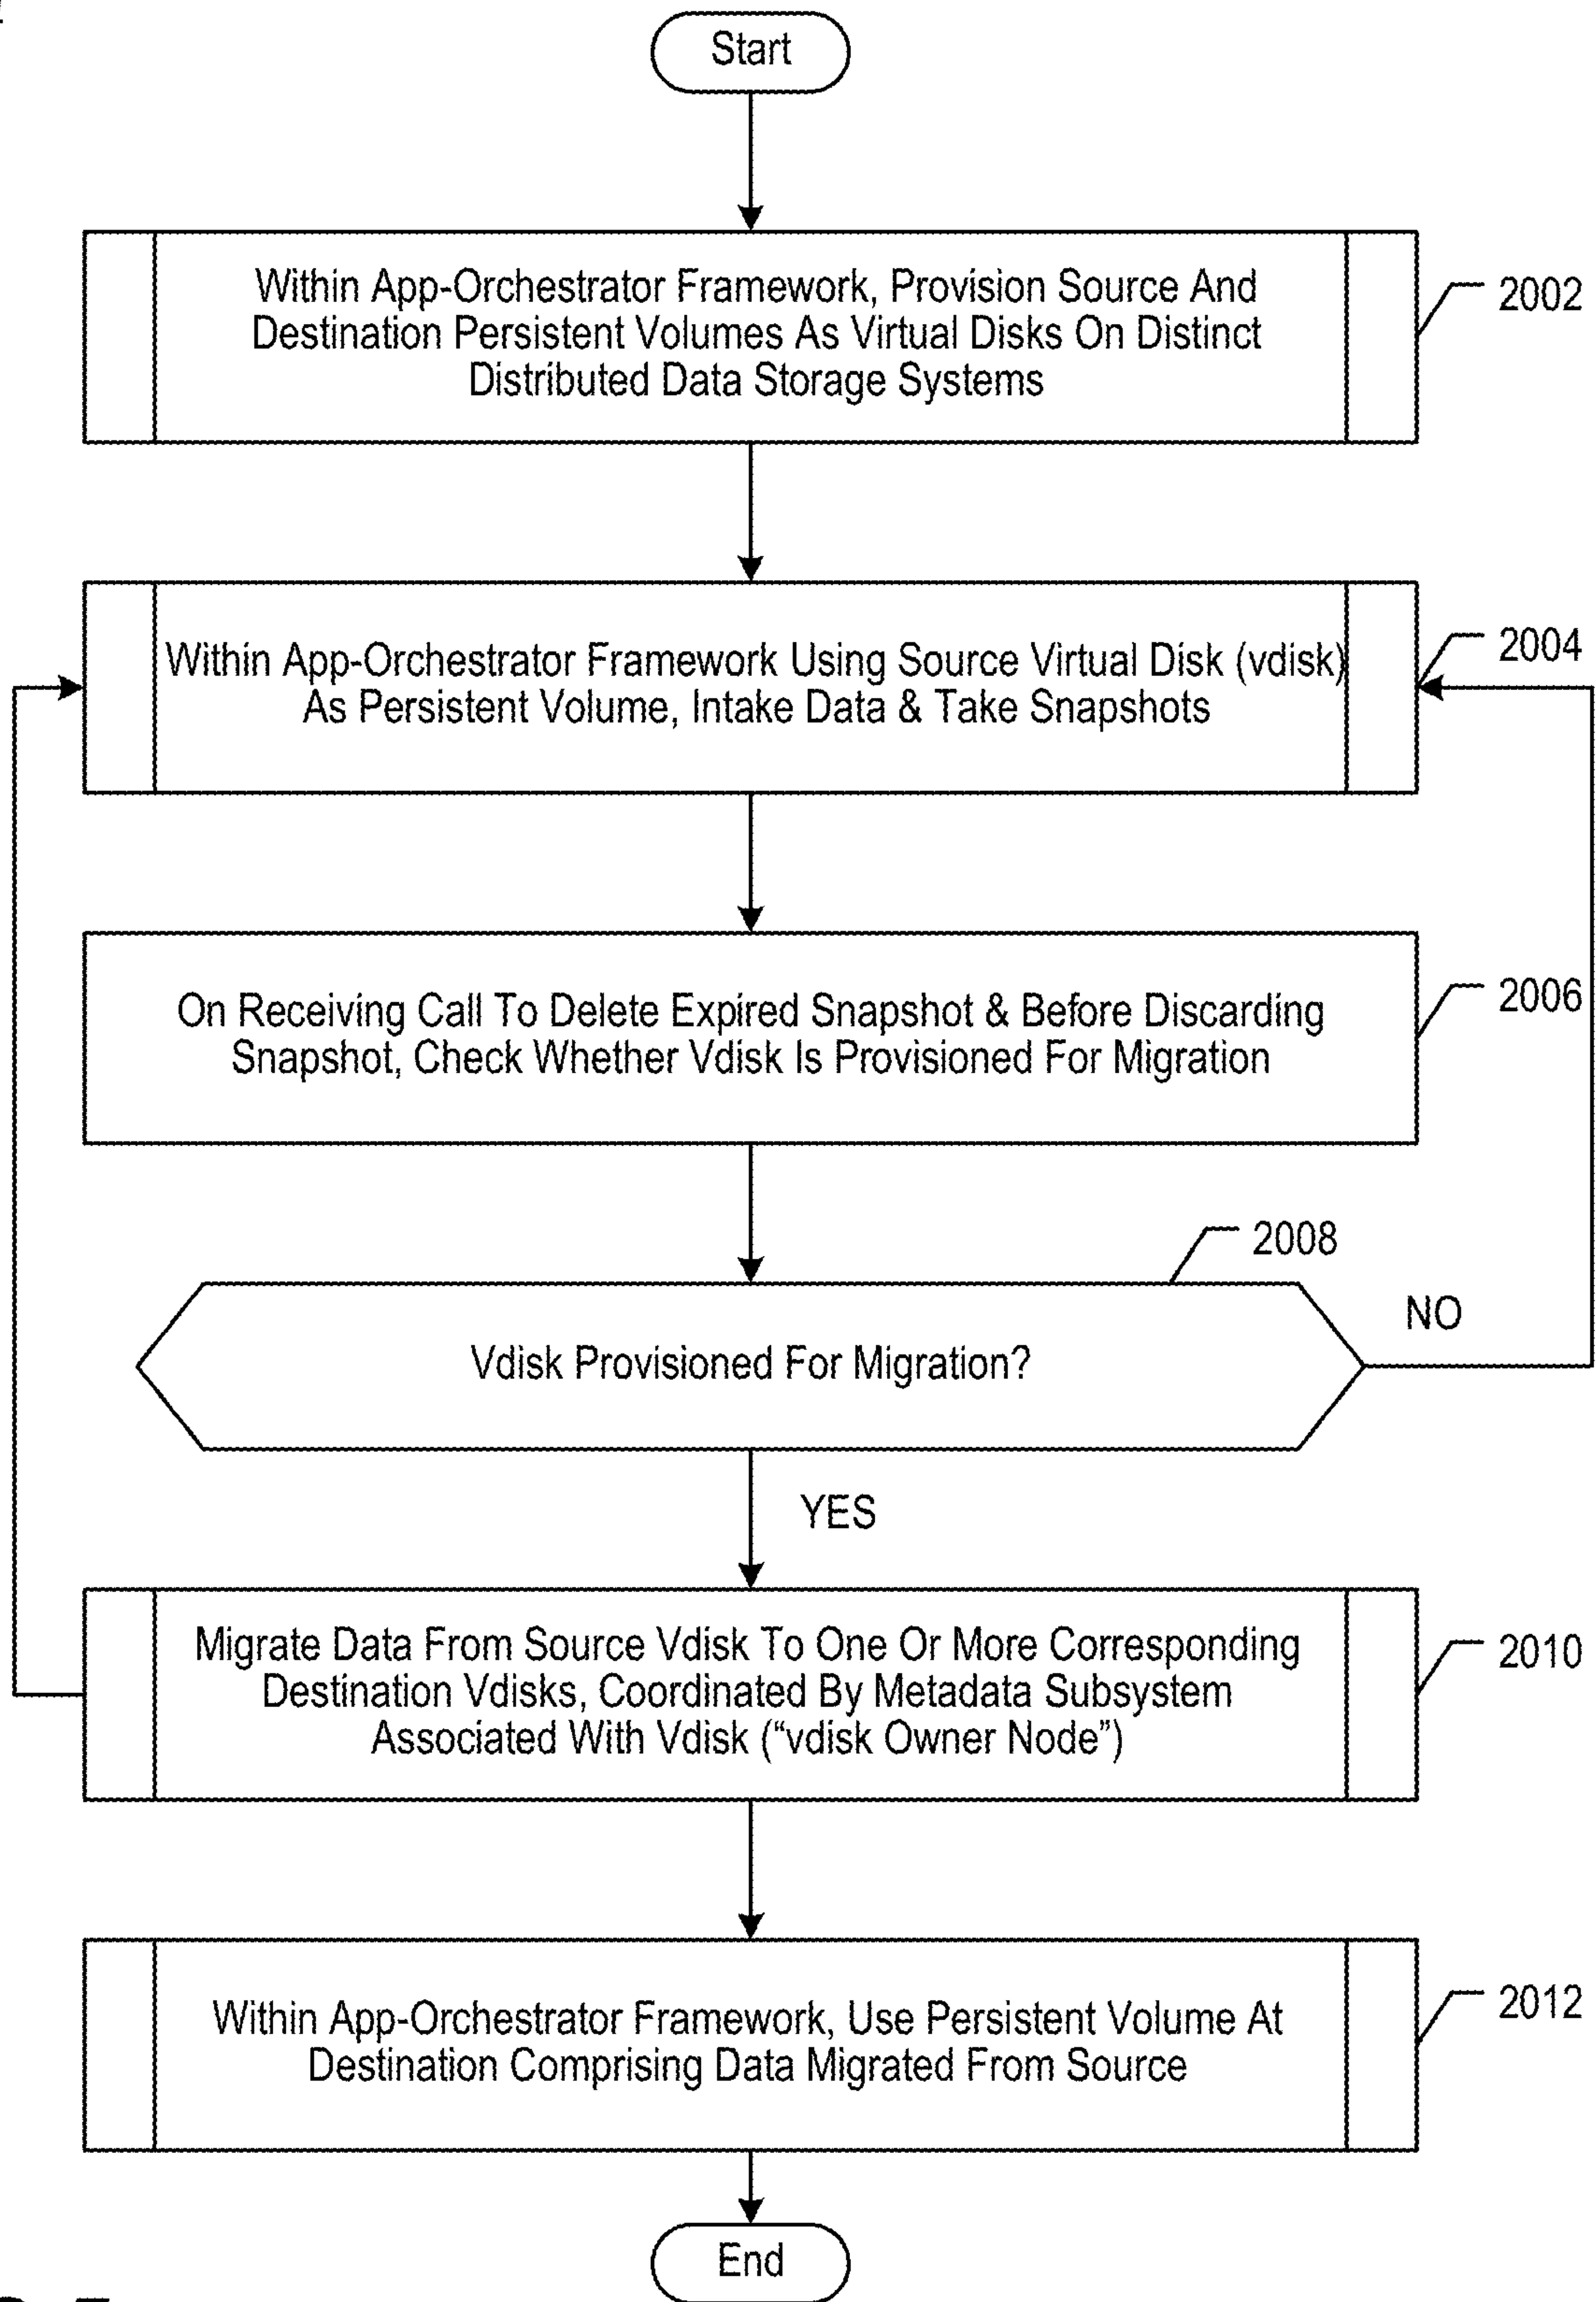 Start
Within App-Orchestrator Framework, Provision Source And
Destination Persistent Volumes As Virtual Disks On Distinct
Distributed Data Storage Systems
2002
Within App-Orchestrator Framework Using Source Virtual Disk (vdisk)
As Persistent Volume, Intake Data & Take Snapshots
2004
On Receiving Call To Delete Expired Snapshot & Before Discarding
Snapshot, Check Whether Vdisk Is Provisioned For Migration
2006
2008
Vdisk Provisioned For Migration?
NO
YES
Migrate Data From Source Vdisk To One Or More Corresponding
Destination Vdisks, Coordinated By Metadata Subsystem
Associated With Vdisk (“vdisk Owner Node”)
2010
Within App-Orchestrator Framework, Use Persistent Volume At
Destination Comprising Data Migrated From Source
2012
End